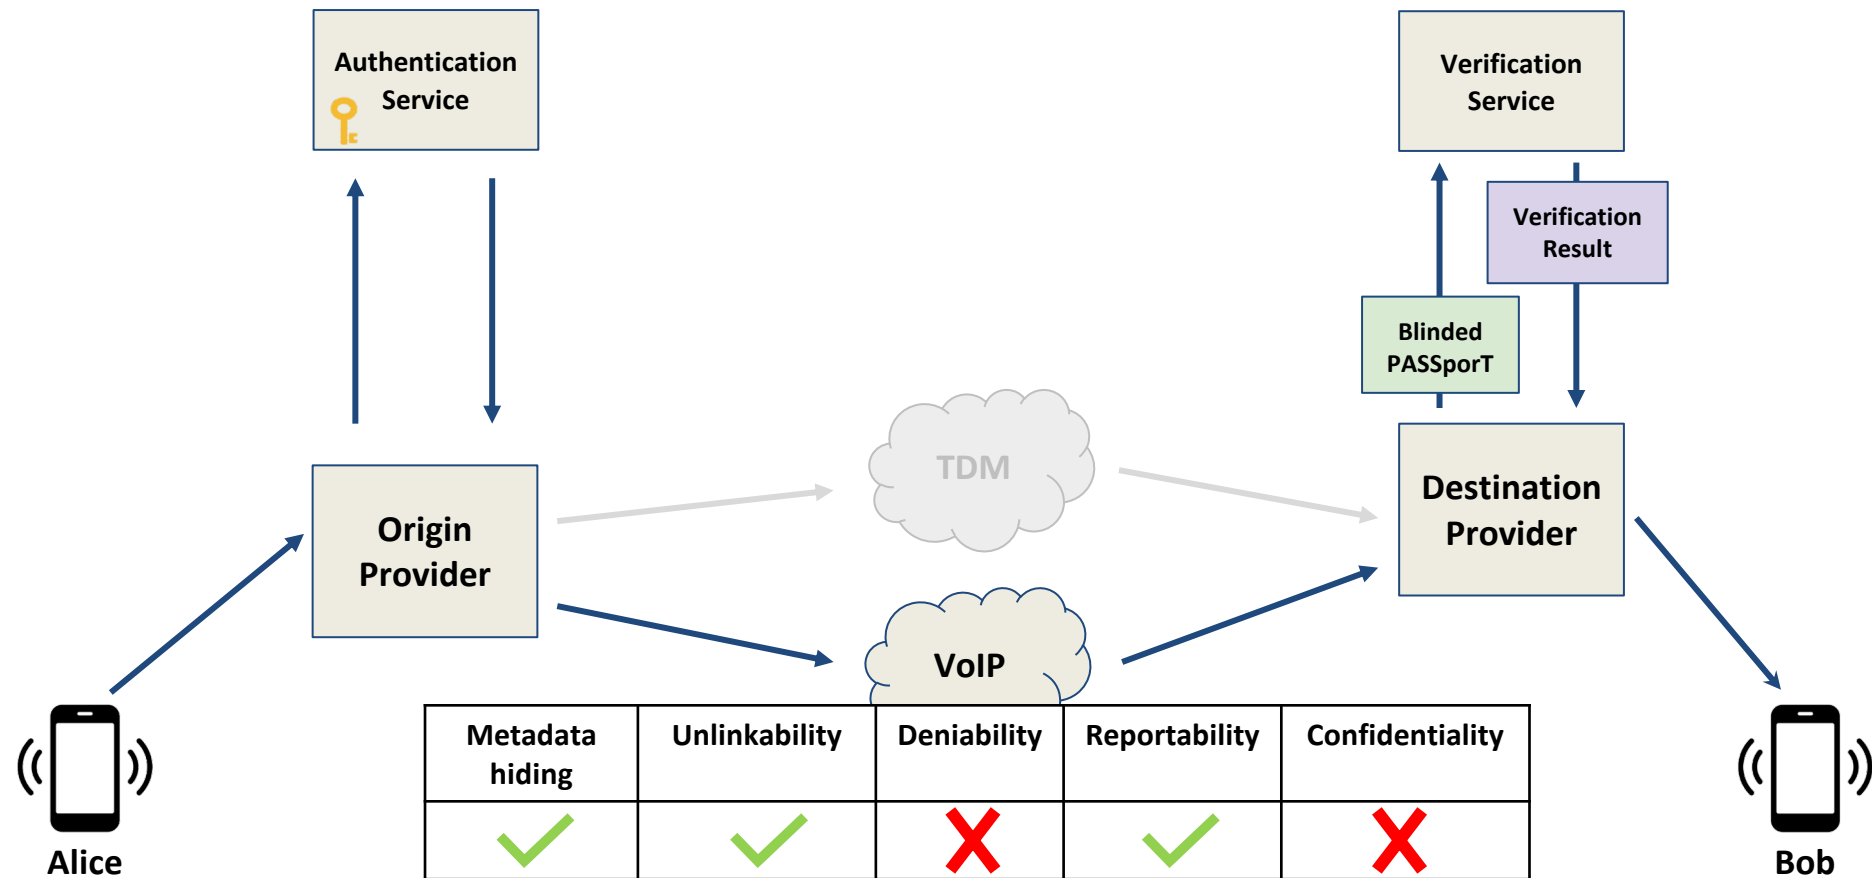 Authentication
Service
Verification
Service
Verification
Result
Blinded
PASSporT
TDM
Origin
Provider
Destination
Provider
VoIP
Metadata
hiding
Unlinkability
Deniability
Reportability
Confidentiality
Alice
Bob